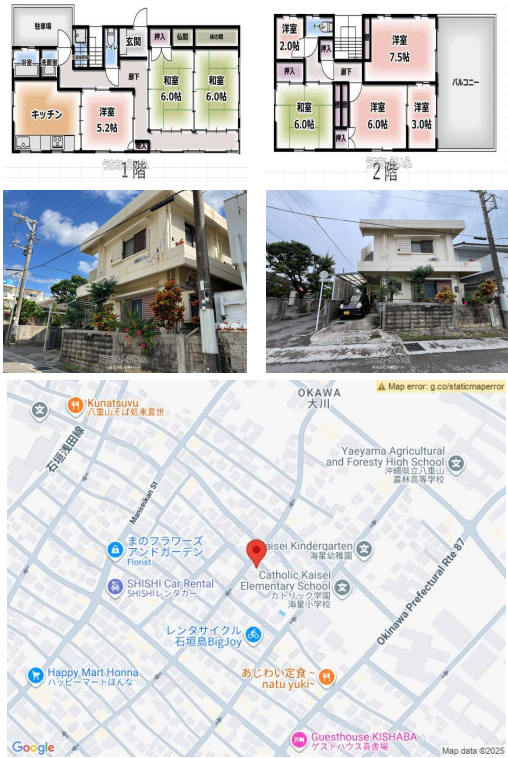 駐車場
浴室
洗面室
玄関
押入
仏間
床の間
廊下
和室
6.0帖
和室
6.0帖
キッチン
洋室
5.2帖
1階
洋室
2.0帖
押入
押入
廊下
洋室
7.5帖
バルコニー
和室
6.0帖
押入
洋室
6.0帖
洋室
3.0帖
2階
OKAWA
大川
Map error: g.co/staticmaperror
Kunatsuvu
八重山そば処来夏世
石垣浅田線
Yaeyama Agricultural
and Foresty High School
沖縄県立八重山
農林高等学校
Manseikan St
まのフラワーズ
アンドガーデン
Florist
Kaisei Kindergarten
海星幼稚園
SHISHI Car Rental
SHISHIレンタカー
Catholic Kaisei
Elementary School
カトリック学園
海星小学校
Okinawa Prefectural Rte 87
レンタサイクル
石垣島BigJoy
Happy Mart Honna
ハッピーマートほんな
あじわい定食～
natu yuki~
Guesthouse KISHABA
ゲストハウス喜舎場
Google
Map data ©2025